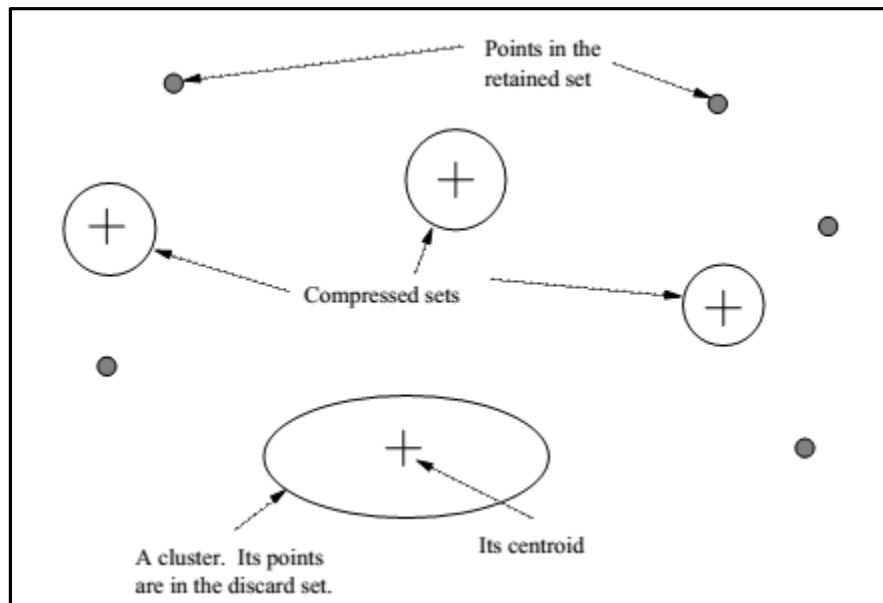 Points in the
retained set
Compressed sets
Its centroid
A cluster.  Its points
are in the discard set.